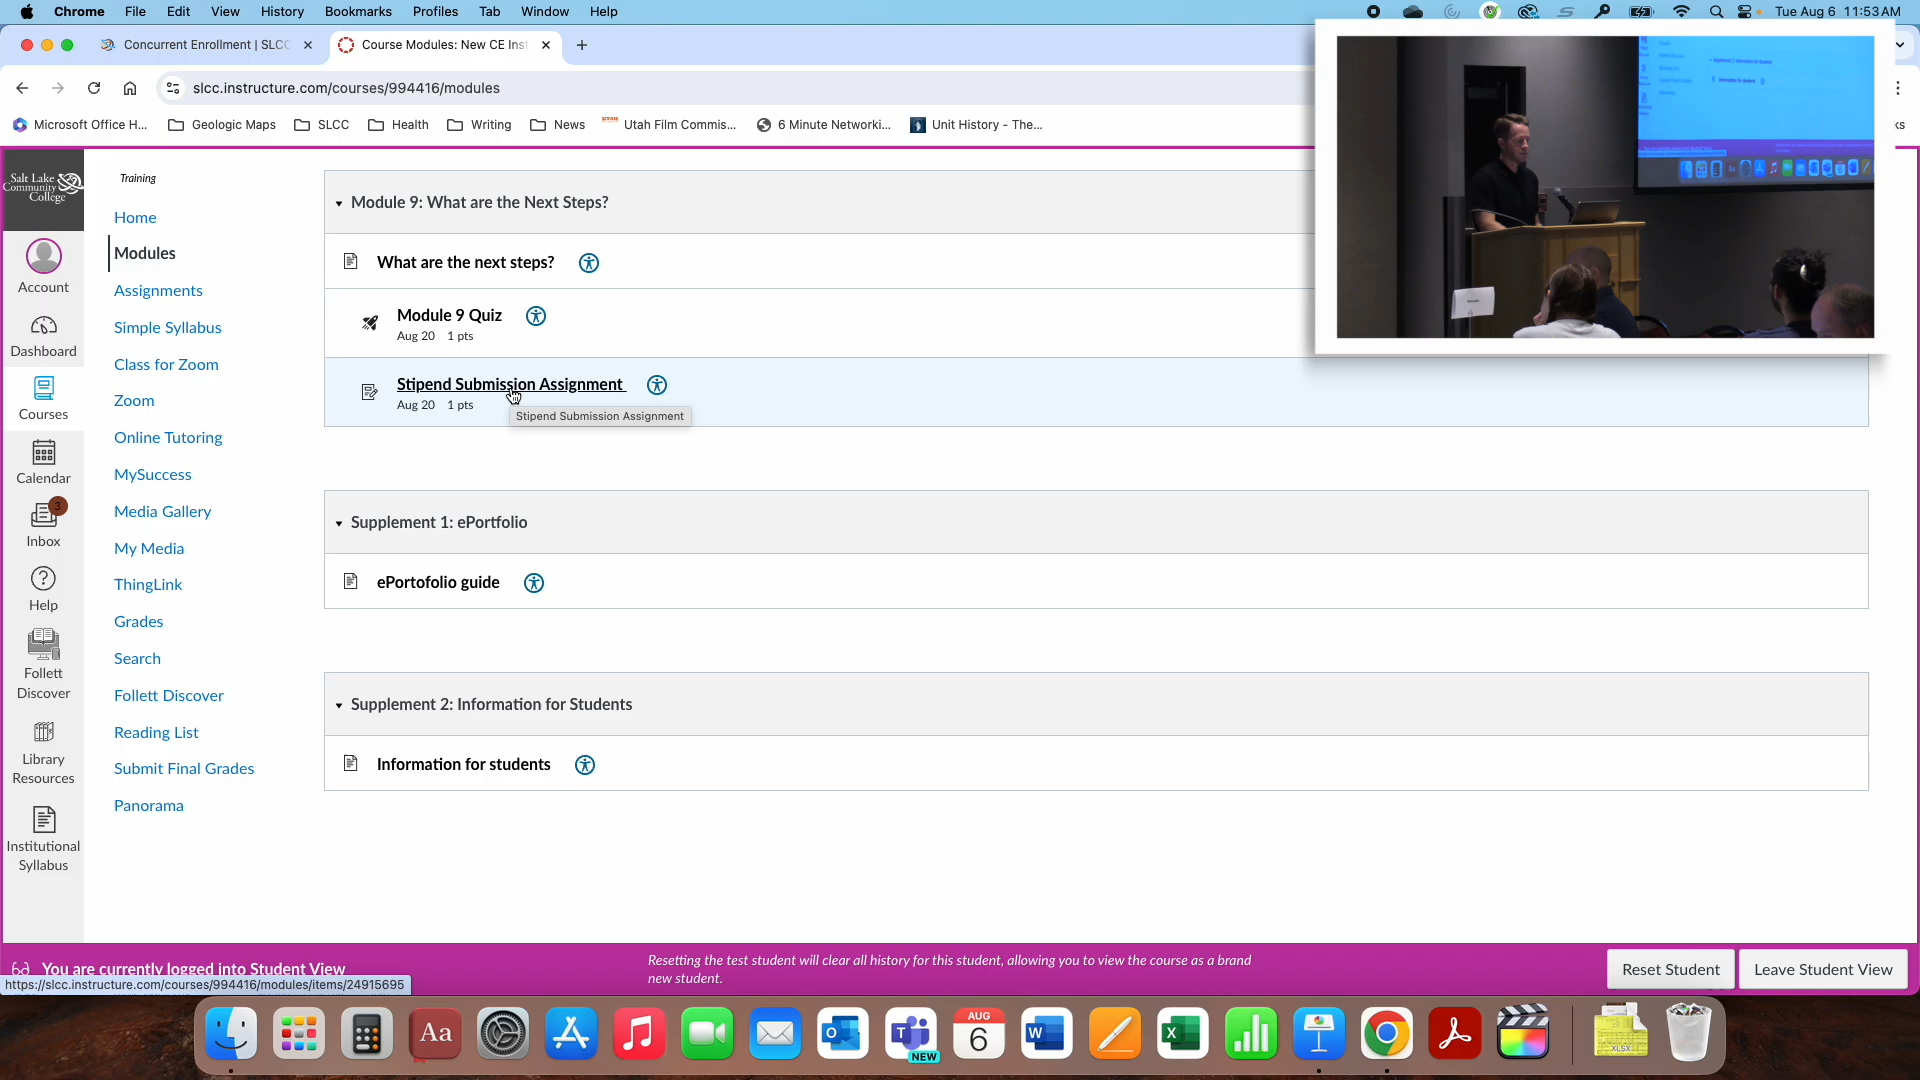 Chrome File Edit View History Bookmarks Profiles Tab Window Help
Tue Aug 6 11:53 AM
Concurrent Enrollment | SLCC
Course Modules: New CE Inst
slcc.instructure.com/courses/994416/modules
Microsoft Office H... Geologic Maps SLCC Health Writing News Utah Film Commis... 6 Minute Networki... Unit History - The...
Salt Lake
Community
College
Account
Dashboard
Courses
Calendar
3
Inbox
Help
Follett
Discover
Library
Resources
Institutional
Syllabus
Training
Home
Modules
Assignments
Simple Syllabus
Class for Zoom
Zoom
Online Tutoring
MySuccess
Media Gallery
My Media
ThingLink
Grades
Search
Follett Discover
Reading List
Submit Final Grades
Panorama
Module 9: What are the Next Steps?
What are the next steps?
Module 9 Quiz
Aug 20 1 pts
Stipend Submission Assignment
Aug 20 1 pts
Stipend Submission Assignment
Supplement 1: ePortfolio
ePortofolio guide
Supplement 2: Information for Students
Information for students
You are currently logged into Student View
Resetting the test student will clear all history for this student, allowing you to view the course as a brand
new student.
Reset Student
Leave Student View
https://slcc.instructure.com/courses/994416/modules/items/24915695
Aa
NEW
AUG
6
XLSX